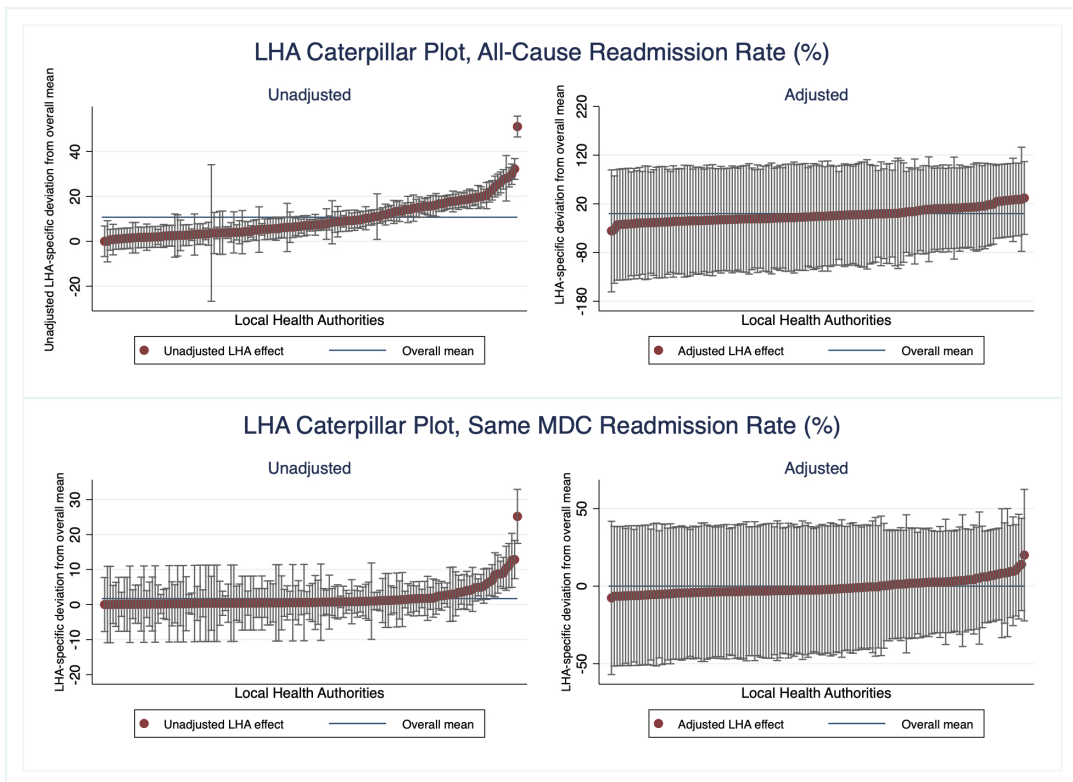 LHA Caterpillar Plot, All-Cause Readmission Rate (%)
Unadjusted
Unadjusted LHA-specific deviation from overall mean
40
20
0
-20
Local Health Authorities
Unadjusted LHA effect
Overall mean
Adjusted
LHA-specific deviation from overall mean
220
120
20
-80
-180
Local Health Authorities
Adjusted LHA effect
Overall mean
LHA Caterpillar Plot, Same MDC Readmission Rate (%)
Unadjusted
LHA-specific deviation from overall mean
30
20
10
0
-10
-20
Local Health Authorities
Unadjusted LHA effect
Overall mean
Adjusted
LHA-specific deviation from overall mean
50
0
-50
Local Health Authorities
Adjusted LHA effect
Overall mean